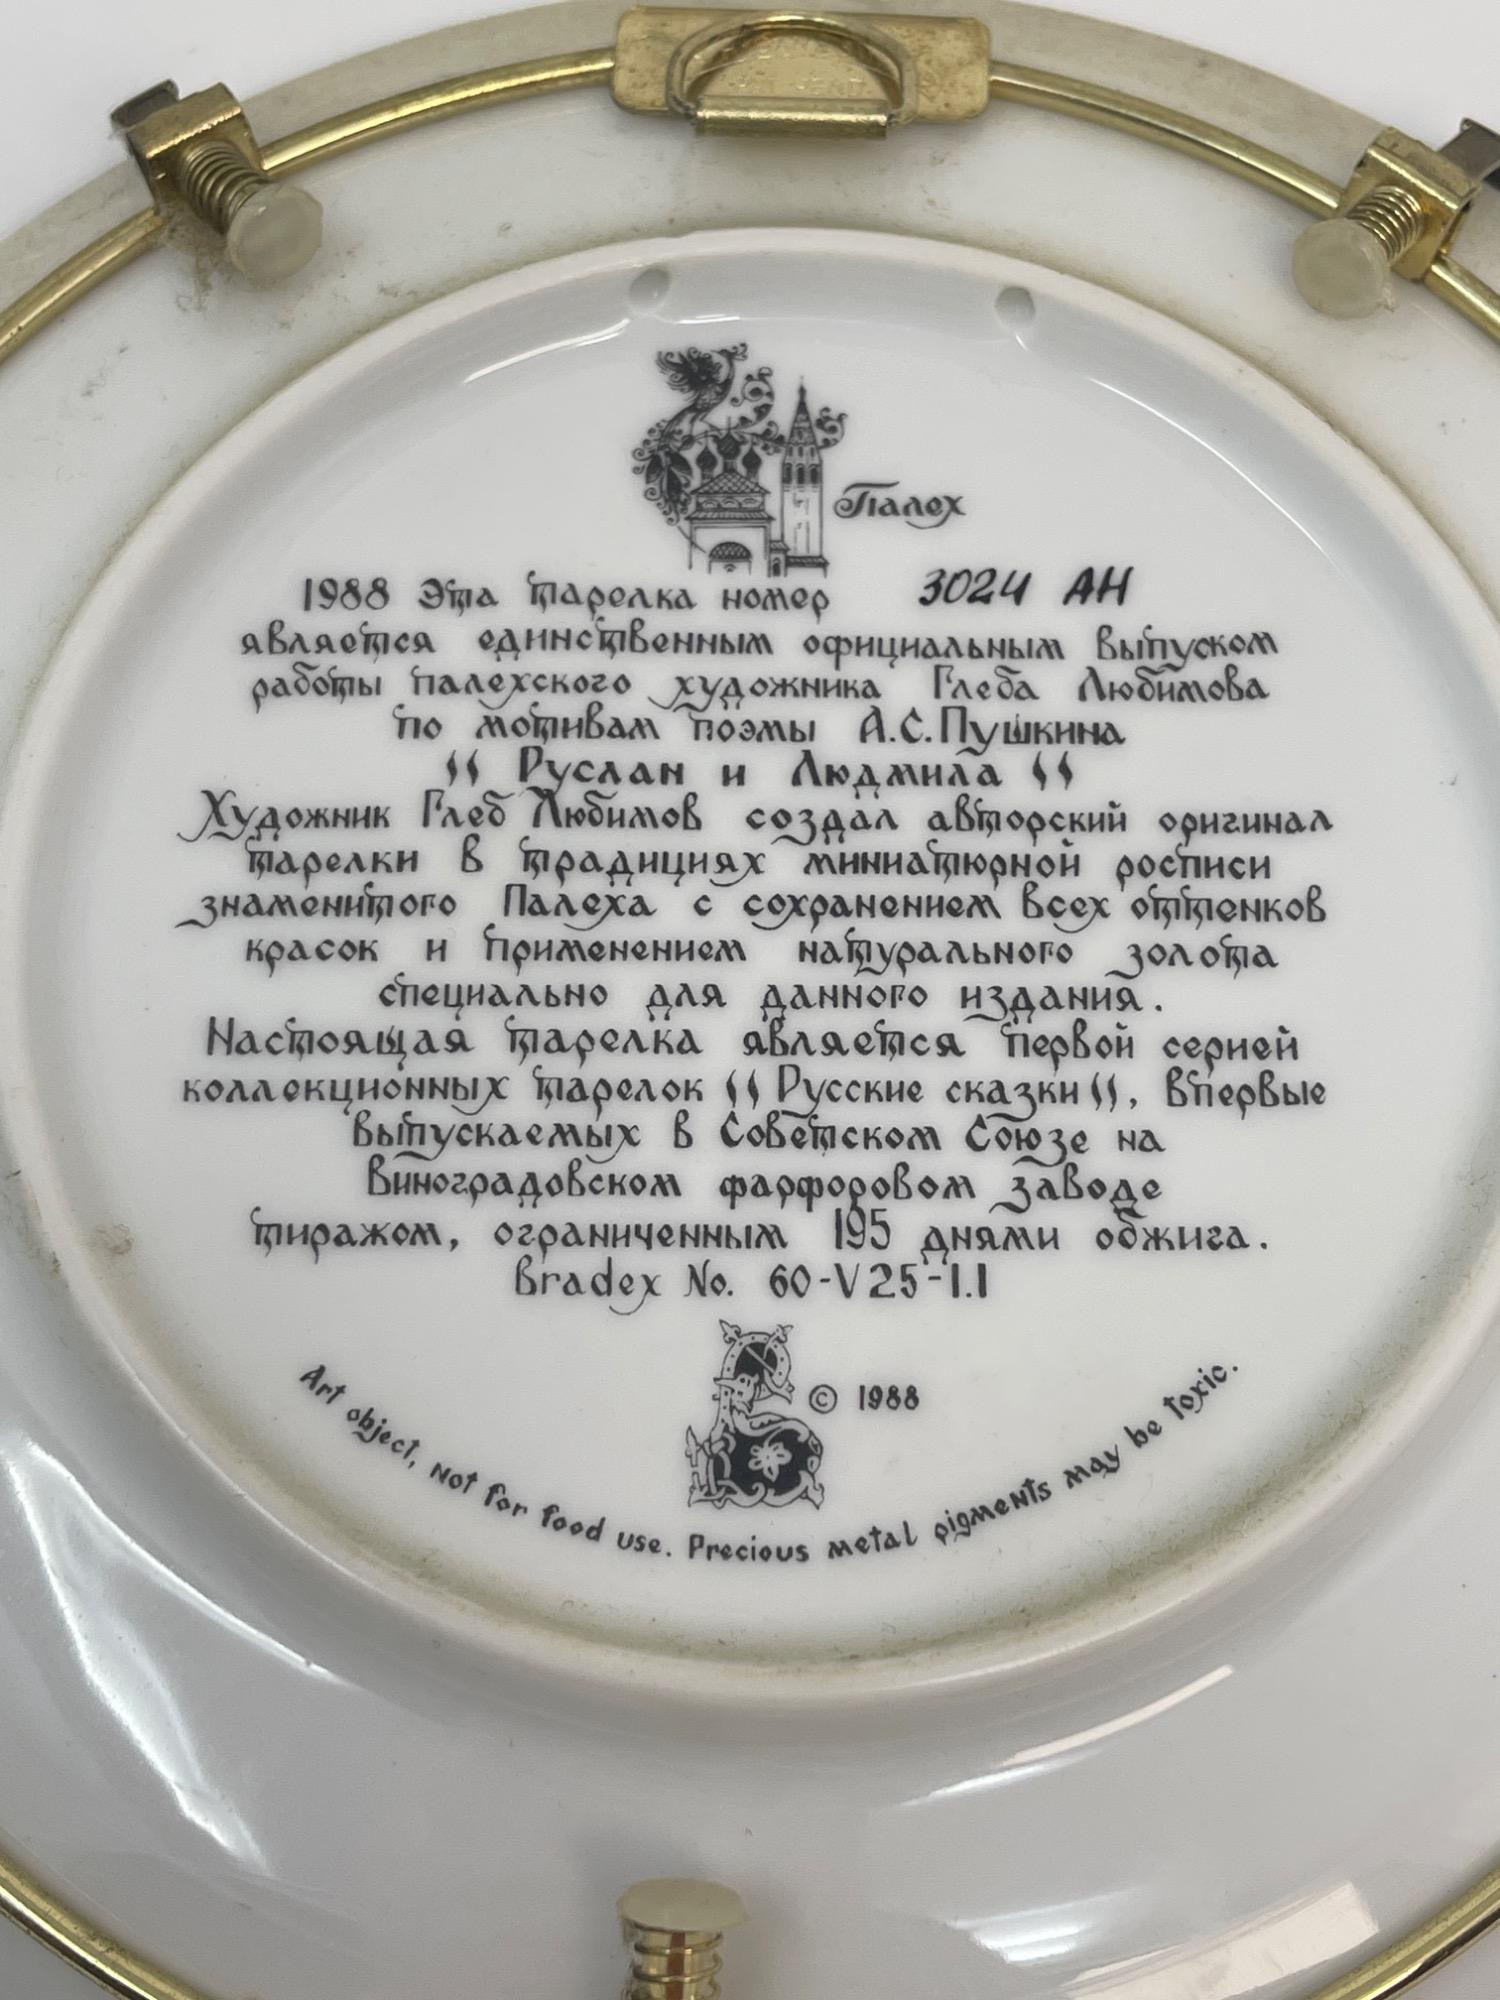 Палех
1988 Эта тарелка номер 3024 АН
является единственным официальным выпуском
работы палехского художника Глеба Любимова
по мотивам поэмы А.С.Пушкина
"Руслан и Людмила"
Художник Глеб Любимов создал авторский оригинал
тарелки в традициях миниатюрной росписи
знаменитого Палеха с сохранением всех оттенков
красок и применением натурального золота
специально для данного издания.
Настоящая тарелка является первой серией
коллекционных тарелок "Русские сказки", впервые
выпускаемых в Советском Союзе на
Виноградовском фарфоровом заводе
тиражом, ограниченным 195 днями обжига.
Bradex No. 60-V25-1.1
© 1988
Art object, not for food use. Precious metal pigments may be toxic.